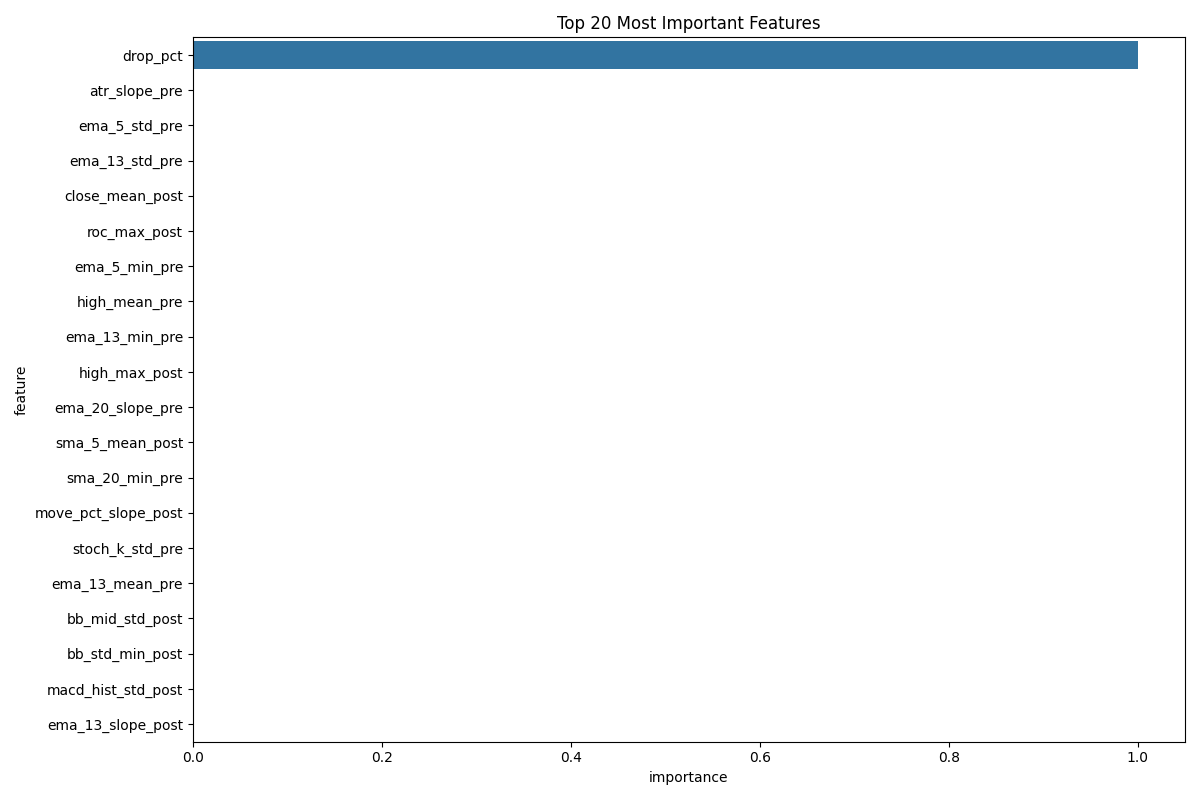 Top 20 Most Important Features
drop_pct
atr_slope_pre
ema_5_std_pre
ema_13_std_pre
close_mean_post
roc_max_post
ema_5_min_pre
high_mean_pre
ema_13_min_pre
high_max_post
ema_20_slope_pre
sma_5_mean_post
sma_20_min_pre
move_pct_slope_post
stoch_k_std_pre
ema_13_mean_pre
bb_mid_std_post
bb_std_min_post
macd_hist_std_post
ema_13_slope_post
feature
0.0 0.2 0.4 0.6 0.8 1.0
importance